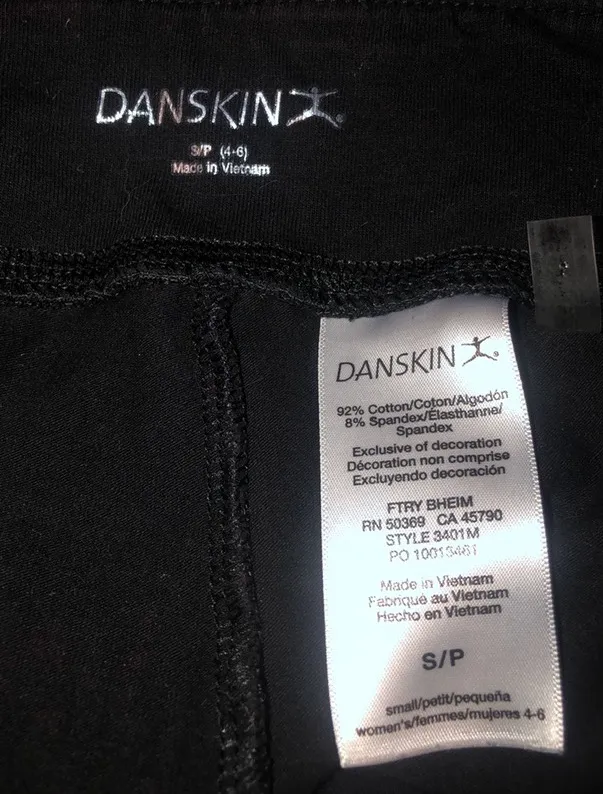 DANSKIN
S/P (4-6)
Made in Vietnam
DANSKIN
92% Cotton/Coton/Algodón
8% Spandex/Élasthanne/
Spandex
Exclusive of decoration
Décoration non comprise
Excluyendo decoración
FTRY BHEIM
RN 50369 CA 45790
STYLE 3401M
PO 10013461
Made in Vietnam
Fabriqué au Vietnam
Hecho en Vietnam
S/P
small/petit/pequeña
women's/femmes/mujeres 4-6